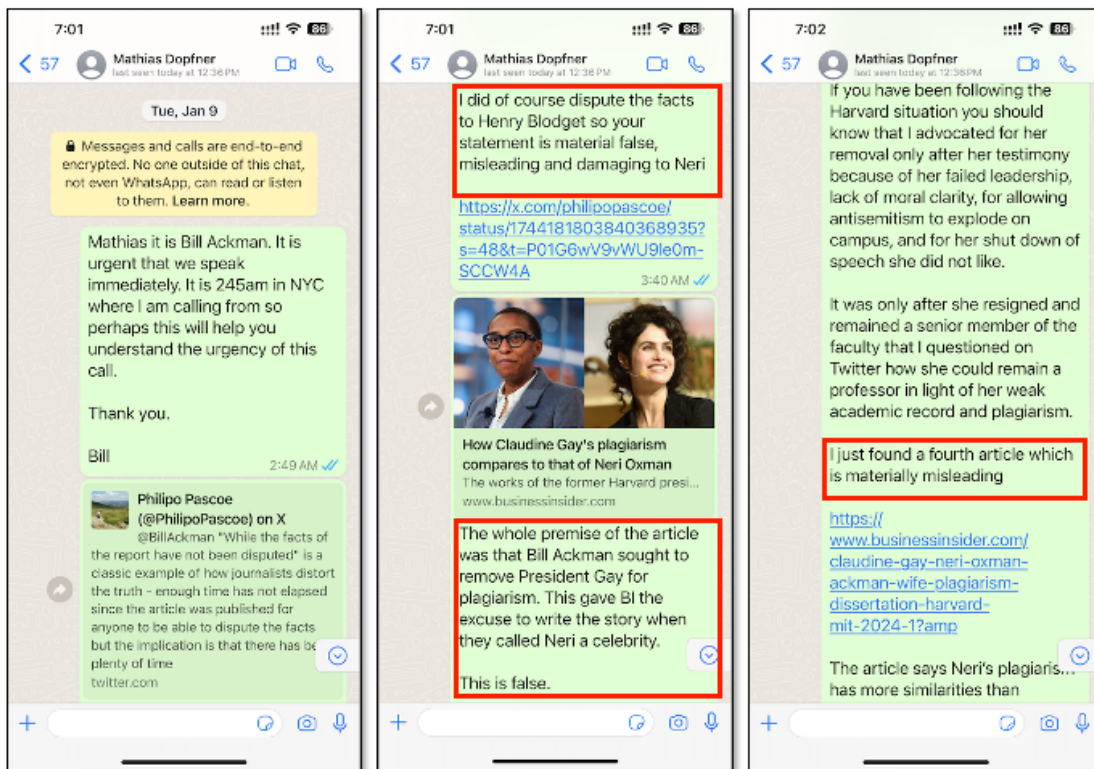 7:01
86
57
Mathias Dopfner
last seen today at 12:36 PM
Tue, Jan 9
Messages and calls are end-to-end
encrypted. No one outside of this chat,
not even WhatsApp, can read or listen
to them. Learn more.
Mathias it is Bill Ackman. It is
urgent that we speak
immediately. It is 245am in NYC
where I am calling from so
perhaps this will help you
understand the urgency of this
call.
Thank you.
Bill
2:49 AM
Philipo Pascoe
(@PhilipoPascoe) on X
@BillAckman "While the facts of
the report have not been disputed" is a
classic example of how journalists distort
the truth - enough time has not elapsed
since the article was published for
anyone to be able to dispute the facts
but the implication is that there has be
plenty of time
twitter.com
7:01
86
57
Mathias Dopfner
last seen today at 12:36 PM
I did of course dispute the facts
to Henry Blodget so your
statement is material false,
misleading and damaging to Neri
https://x.com/philipopascoe/
status/1744181803840368935?
s=48&t=P01G6wV9vWU9le0m-
SCCW4A
3:40 AM
How Claudine Gay's plagiarism
compares to that of Neri Oxman
The works of the former Harvard presi...
www.businessinsider.com
The whole premise of the article
was that Bill Ackman sought to
remove President Gay for
plagiarism. This gave BI the
excuse to write the story when
they called Neri a celebrity.
This is false.
7:02
86
57
Mathias Dopfner
last seen today at 12:36 PM
If you have been following the
Harvard situation you should
know that I advocated for her
removal only after her testimony
because of her failed leadership,
lack of moral clarity, for allowing
antisemitism to explode on
campus, and for her shut down of
speech she did not like.
It was only after she resigned and
remained a senior member of the
faculty that I questioned on
Twitter how she could remain a
professor in light of her weak
academic record and plagiarism.
I just found a fourth article which
is materially misleading
https://
www.businessinsider.com/
claudine-gay-neri-oxman-
ackman-wife-plagiarism-
dissertation-harvard-
mit-2024-1?amp
The article says Neri's plagiarism
has more similarities than